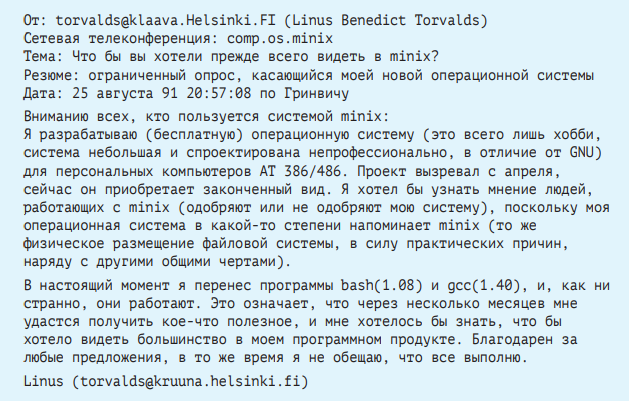 От: torvalds@klaava.Helsinki.FI (Linus Benedict Torvalds)
Сетевая телеконференция: comp.os.minix
Тема: Что бы вы хотели прежде всего видеть в minix?
Резюме: ограниченный опрос, касающийся моей новой операционной системы
Дата: 25 августа 91 20:57:08 по Гринвичу
Вниманию всех, кто пользуется системой minix:
Я разрабатываю (бесплатную) операционную систему (это всего лишь хобби,
система небольшая и спроектирована непрофессионально, в отличие от GNU)
для персональных компьютеров AT 386/486. Проект вызревал с апреля,
сейчас он приобретает законченный вид. Я хотел бы узнать мнение людей,
работающих с minix (одобряют или не одобряют мою систему), поскольку моя
операционная система в какой-то степени напоминает minix (то же
физическое размещение файловой системы, в силу практических причин,
наряду с другими общими чертами).
В настоящий момент я перенес программы bash(1.08) и gcc(1.40), и, как ни
странно, они работают. Это означает, что через несколько месяцев мне
удастся получить кое-что полезное, и мне хотелось бы знать, что бы
хотело видеть большинство в моем программном продукте. Благодарен за
любые предложения, в то же время я не обещаю, что все выполню.
Linus (torvalds@kruuna.helsinki.fi)